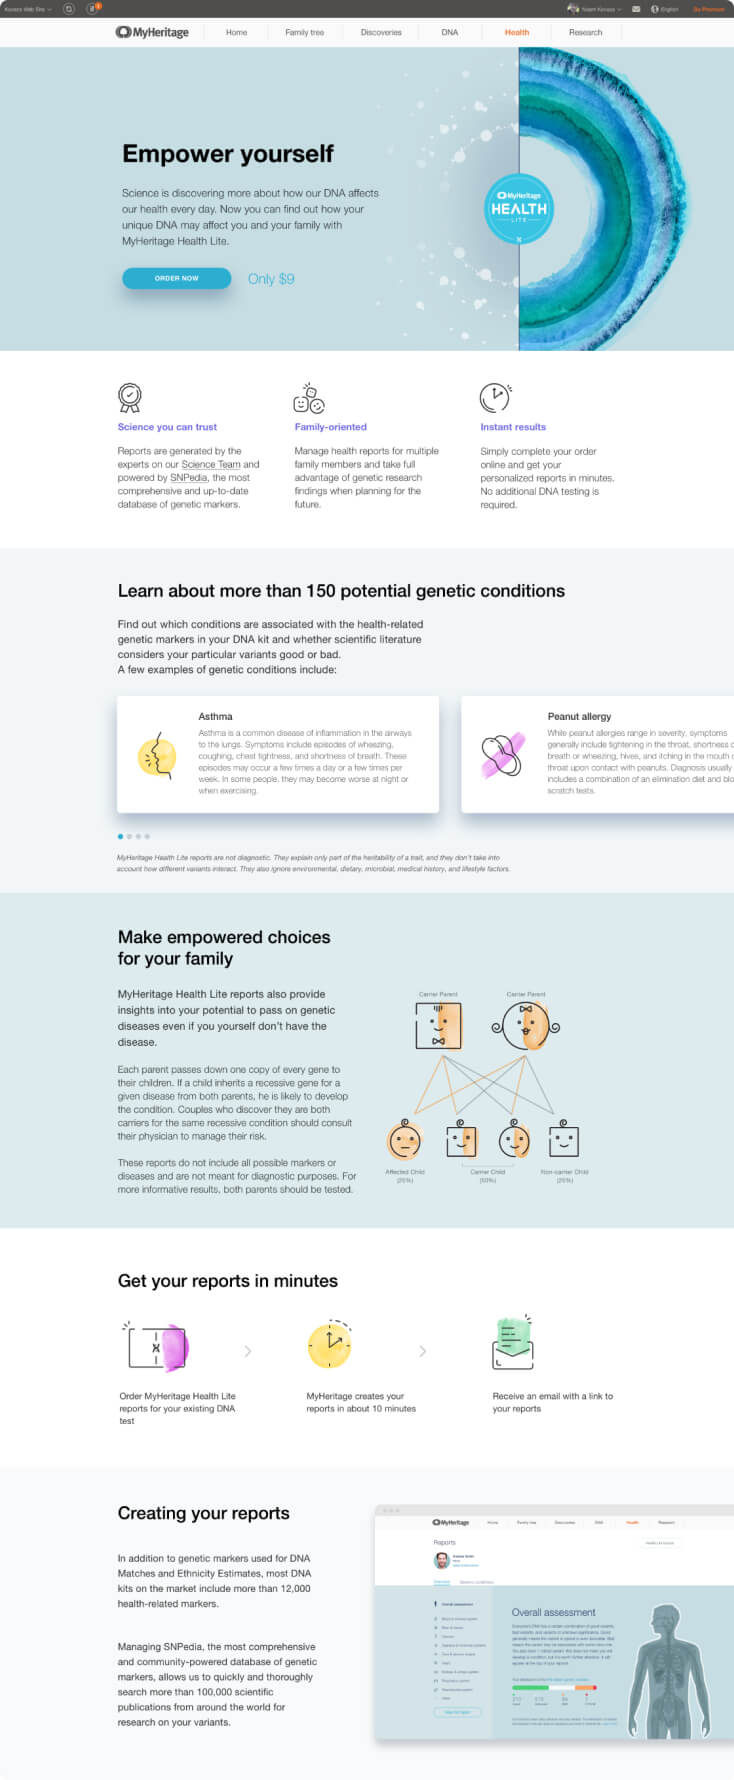 English
Go Premium
MyHeritage
Home
Family tree
Discoveries
DNA
Health
Research
Empower yourself
Science is discovering more about how our DNA affects
our health every day. Now you can find out how your
unique DNA may affect you and your family with
MyHeritage Health Lite.
ORDER NOW
Only $9
MyHeritage
HEALTH
LITE
Science you can trust
Reports are generated by the
experts on our Science Team and
powered by SNPedia, the most
comprehensive and up-to-date
database of genetic markers.
Family-oriented
Manage health reports for multiple
family members and take full
advantage of genetic research
findings when planning for the
future.
Instant results
Simply complete your order
online and get your
personalized reports in minutes.
No additional DNA testing is
required.
Learn about more than 150 potential genetic conditions
Find out which conditions are associated with the health-related
genetic markers in your DNA kit and whether scientific literature
considers your particular variants good or bad.
A few examples of genetic conditions include:
Asthma
Asthma is a common disease of inflammation in the airways
to the lungs. Symptoms include episodes of wheezing,
coughing, chest tightness, and shortness of breath. These
episodes may occur a few times a day or a few times per
week. In some people, they may become worse at night or
when exercising.
Peanut allergy
While peanut allergies range in severity, symptoms
generally include tightening in the throat, shortness o
breath or wheezing, hives, and itching in the mouth o
throat upon contact with peanuts. Diagnosis usually
includes a combination of an elimination diet and blo
scratch tests.
MyHeritage Health Lite reports are not diagnostic. They explain only part of the heritability of a trait, and they don't take into
account how different variants interact. They also ignore environmental, dietary, microbial, medical history, and lifestyle factors.
Make empowered choices
for your family
MyHeritage Health Lite reports also provide
insights into your potential to pass on genetic
diseases even if you yourself don't have the
disease.
Each parent passes down one copy of every gene to
their children. If a child inherits a recessive gene for a
given disease from both parents, he is likely to develop
the condition. Couples who discover they are both
carriers for the same recessive condition should consult
their physician to manage their risk.
These reports do not include all possible markers or
diseases and are not meant for diagnostic purposes. For
more informative results, both parents should be tested.
Carrier Parent
Carrier Parent
Affected Child
(25%)
Carrier Child
(50%)
Non-carrier Child
(25%)
Get your reports in minutes
Order MyHeritage Health Lite
reports for your existing DNA
test
MyHeritage creates your
reports in about 10 minutes
Receive an email with a link to
your reports
Creating your reports
In addition to genetic markers used for DNA
Matches and Ethnicity Estimates, most DNA
kits on the market include more than 12,000
health-related markers.
Managing SNPedia, the most comprehensive
and community-powered database of genetic
markers, allows us to quickly and thoroughly
search more than 100,000 scientific
publications from around the world for
research on your variants.
MyHeritage
Home
Family tree
Discoveries
DNA
Health
Research
Reports
Overview
Genetic conditions
Overall assessment
Overall assessment